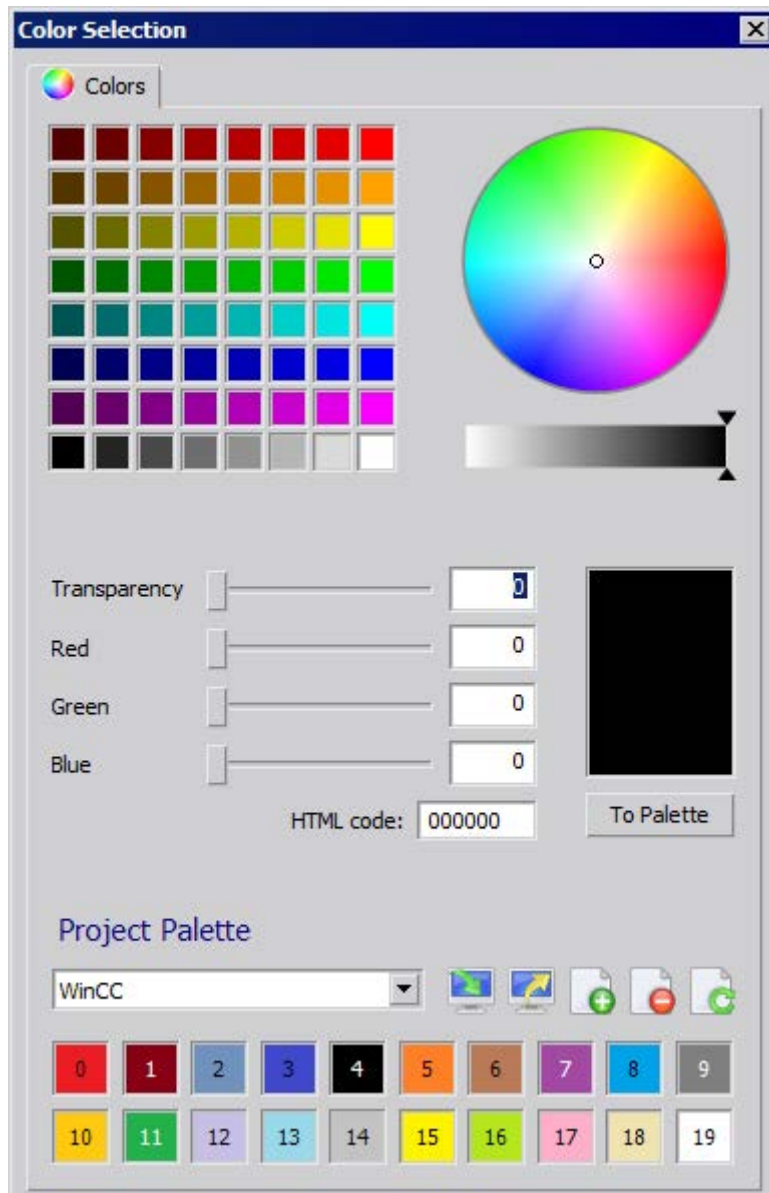 Color Selection
Colors
Transparency 0
Red 0
Green 0
Blue 0
HTML code: 000000
To Palette
Project Palette
WinCC
0 1 2 3 4 5 6 7 8 9
10 11 12 13 14 15 16 17 18 19